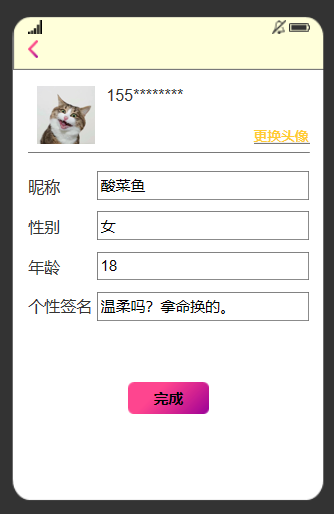 155********
更换头像
昵称 酸菜鱼
性别 女
年龄 18
个性签名 温柔吗？拿命换的。
完成